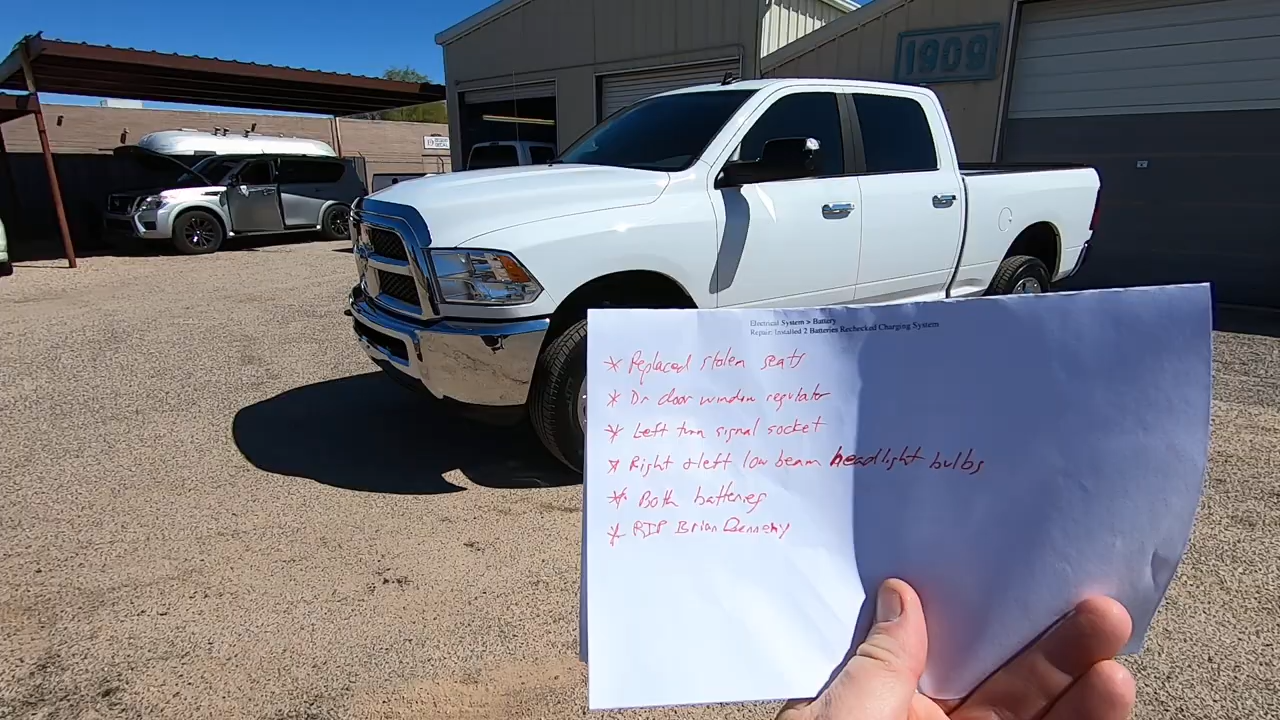 1909
Electrical System > Battery
Repair: Installed 2 Batteries Rechecked Charging System
* Replaced stolen seats
* Dr door window regulator
* Left turn signal socket
* Right & left low beam headlight bulbs
* Both batteries
* RIP Brian Dennehy